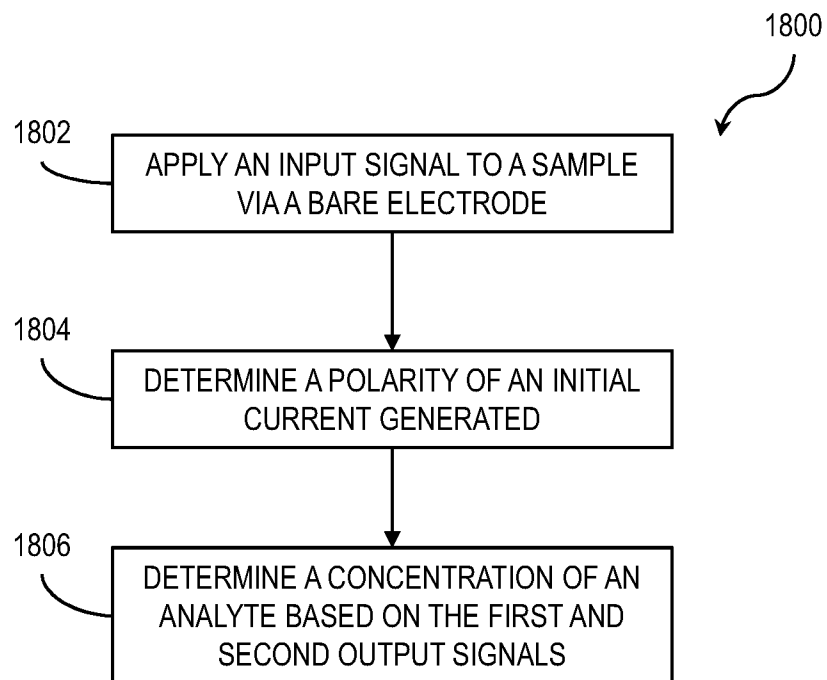 1800
1802
APPLY AN INPUT SIGNAL TO A SAMPLE
VIA A BARE ELECTRODE
1804
DETERMINE A POLARITY OF AN INITIAL
CURRENT GENERATED
1806
DETERMINE A CONCENTRATION OF AN
ANALYTE BASED ON THE FIRST AND
SECOND OUTPUT SIGNALS